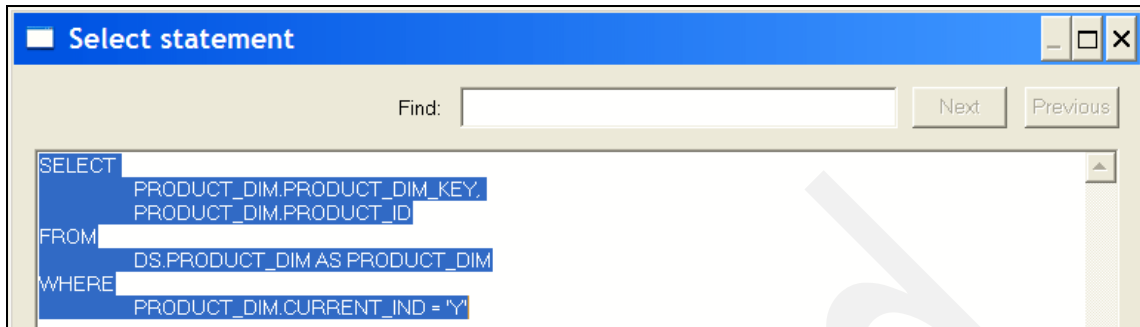 Select statement
Find:
Next
Previous
SELECT
PRODUCT_DIM.PRODUCT_DIM_KEY,
PRODUCT_DIM.PRODUCT_ID
FROM
DS.PRODUCT_DIM AS PRODUCT_DIM
WHERE
PRODUCT_DIM.CURRENT_IND = 'Y'